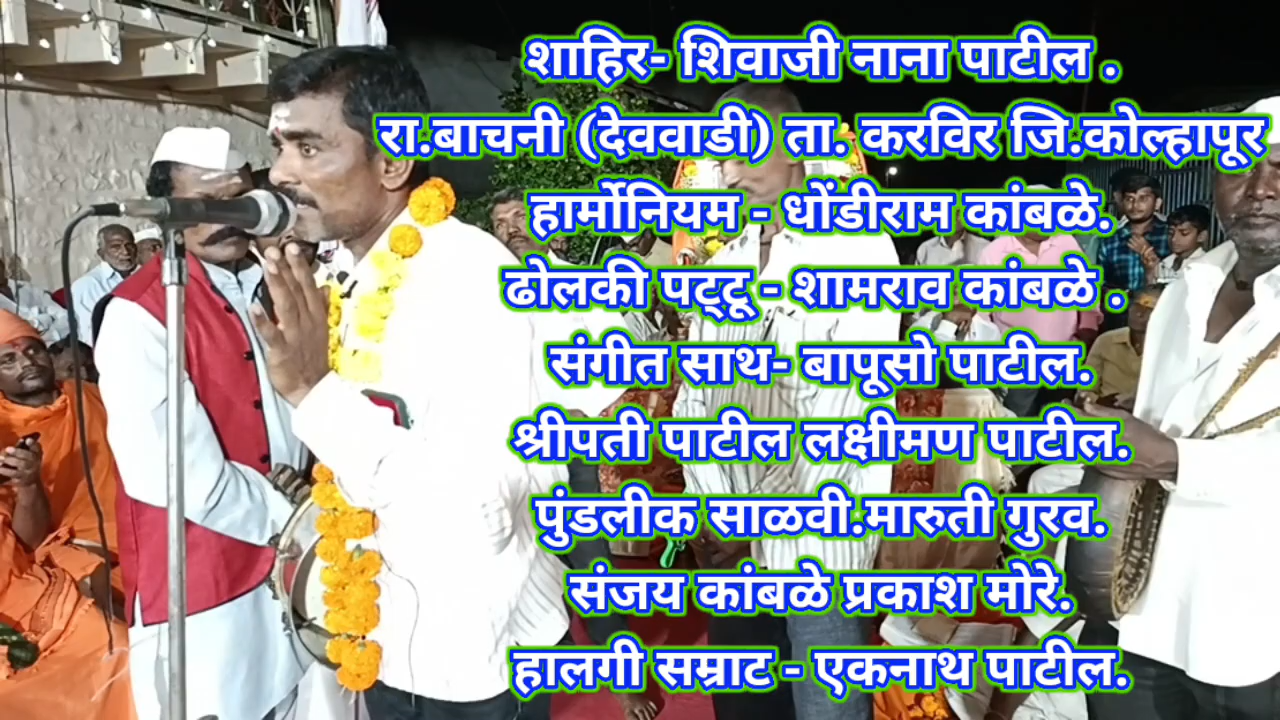 शाहिर- शिवाजी नाना पाटील .
रा.बाचनी (देववाडी) ता. करविर जि.कोल्हापूर
हार्मोनियम - धोंडीराम कांबळे.
ढोलकी पट्टू - शामराव कांबळे .
संगीत साथ- बापूसो पाटील.
श्रीपती पाटील लक्षीमण पाटील.
पुंडलीक साळवी.मारुती गुरव.
संजय कांबळे प्रकाश मोरे.
हालगी सम्राट - एकनाथ पाटील.